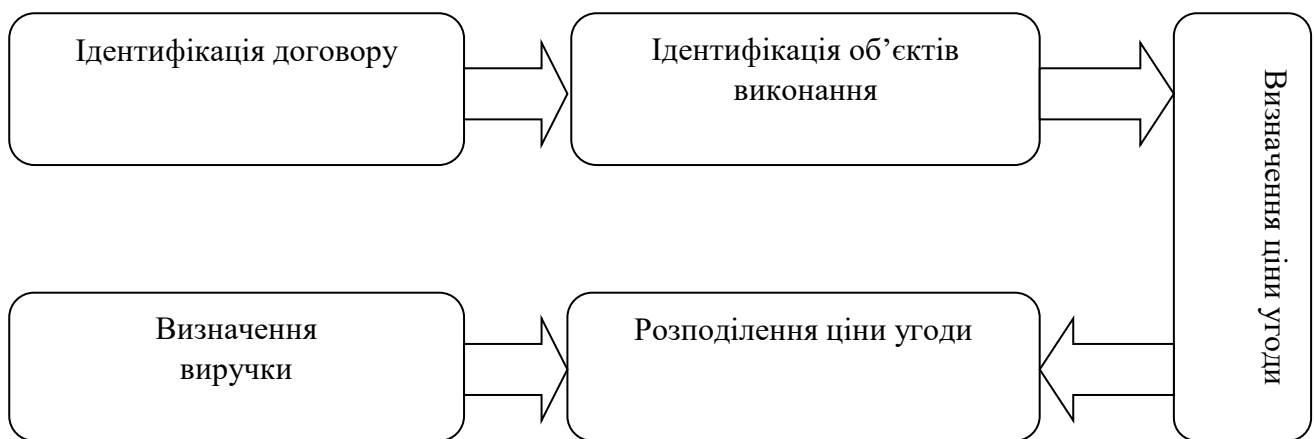 Ідентифікація договору
Ідентифікація об’єктів
виконання
Визначення ціни угоди
Визначення
виручки
Розподілення ціни угоди